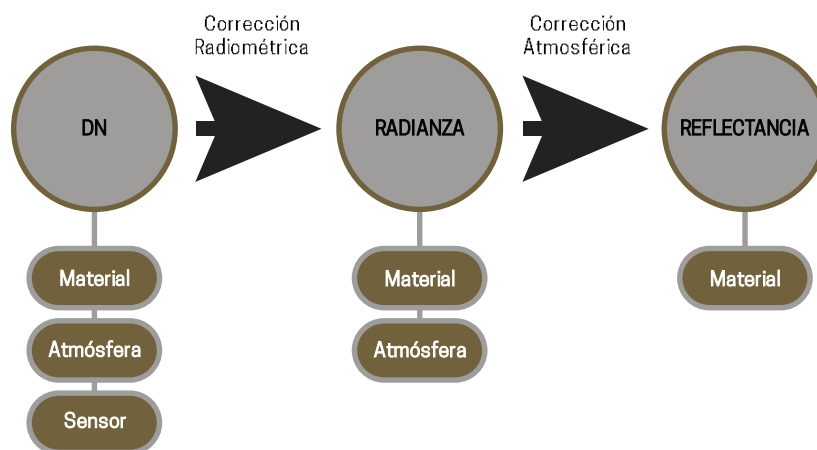 Corrección
Radiométrica
Corrección
Atmosférica
DN
RADIANZA
REFLECTANCIA
Material
Material
Material
Atmósfera
Atmósfera
Sensor